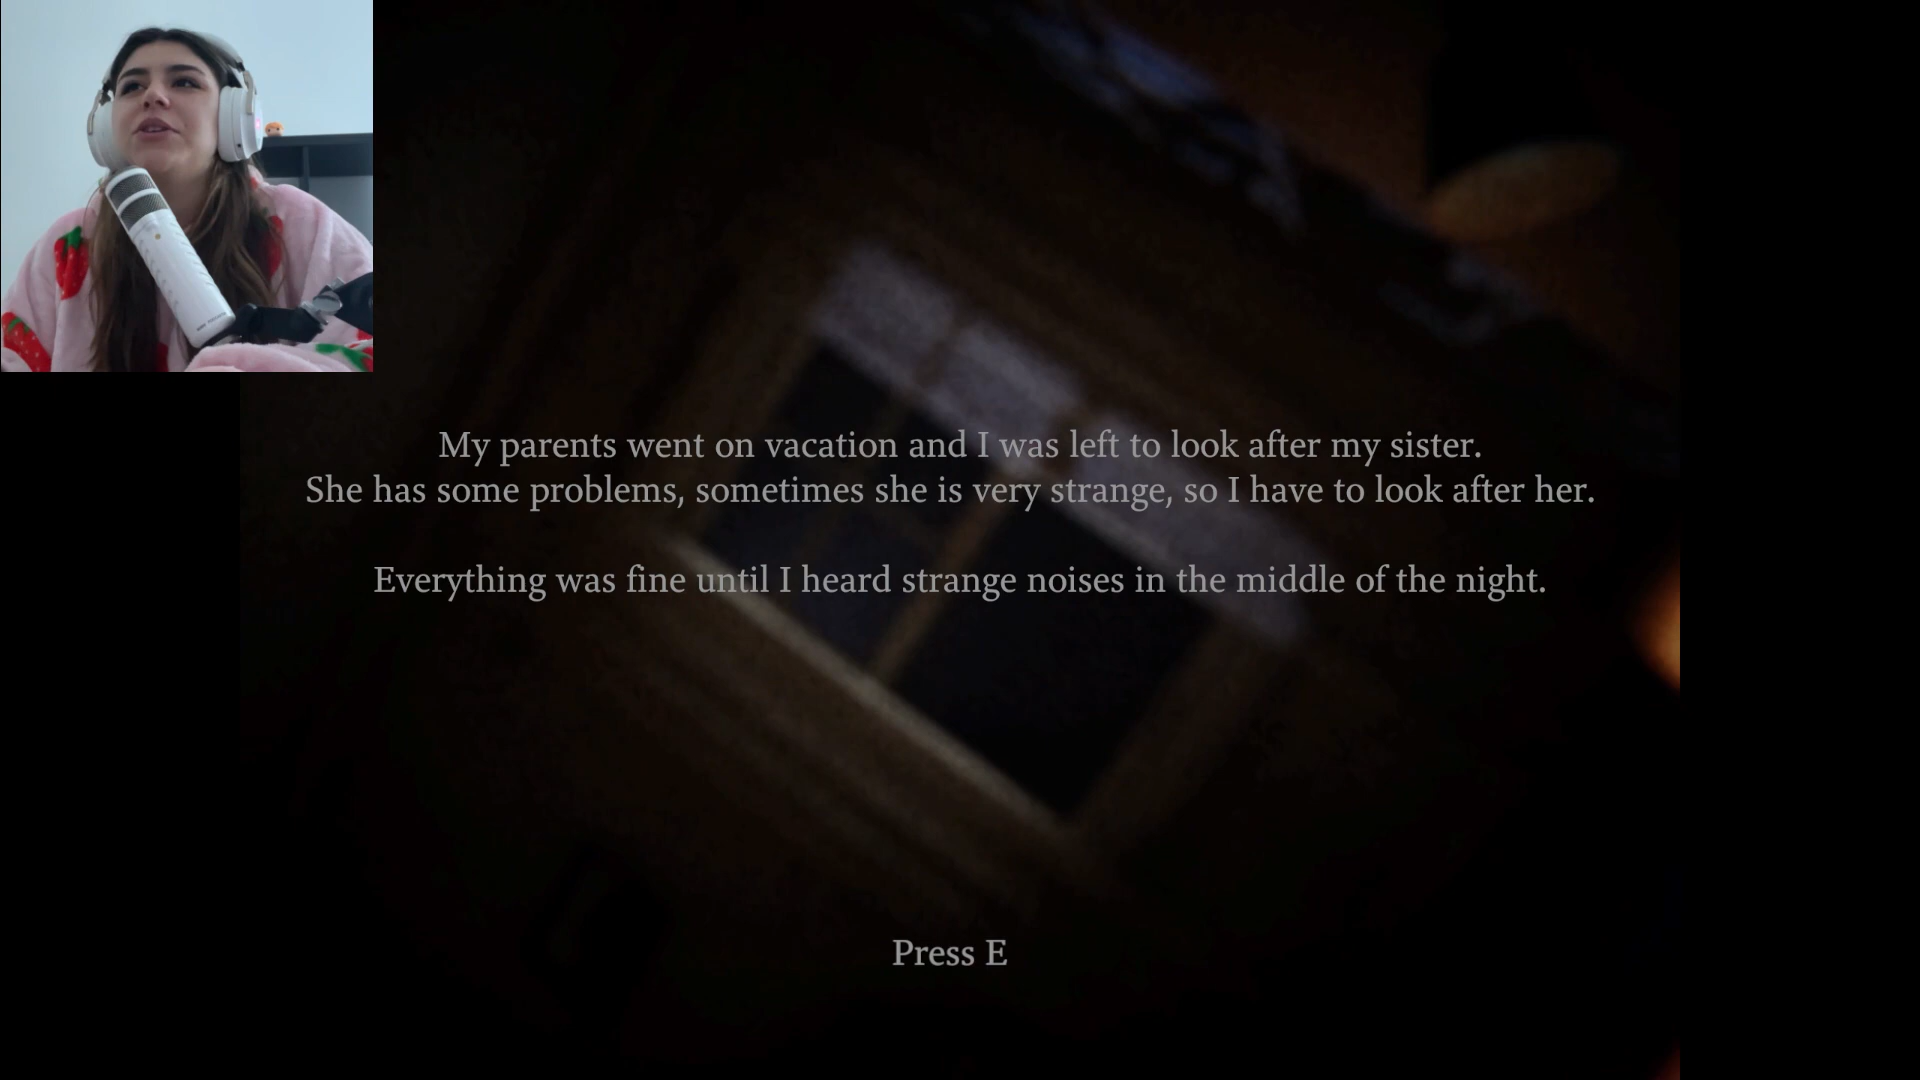 My parents went on vacation and I was left to look after my sister.
She has some problems, sometimes she is very strange, so I have to look after her.
Everything was fine until I heard strange noises in the middle of the night.
Press E